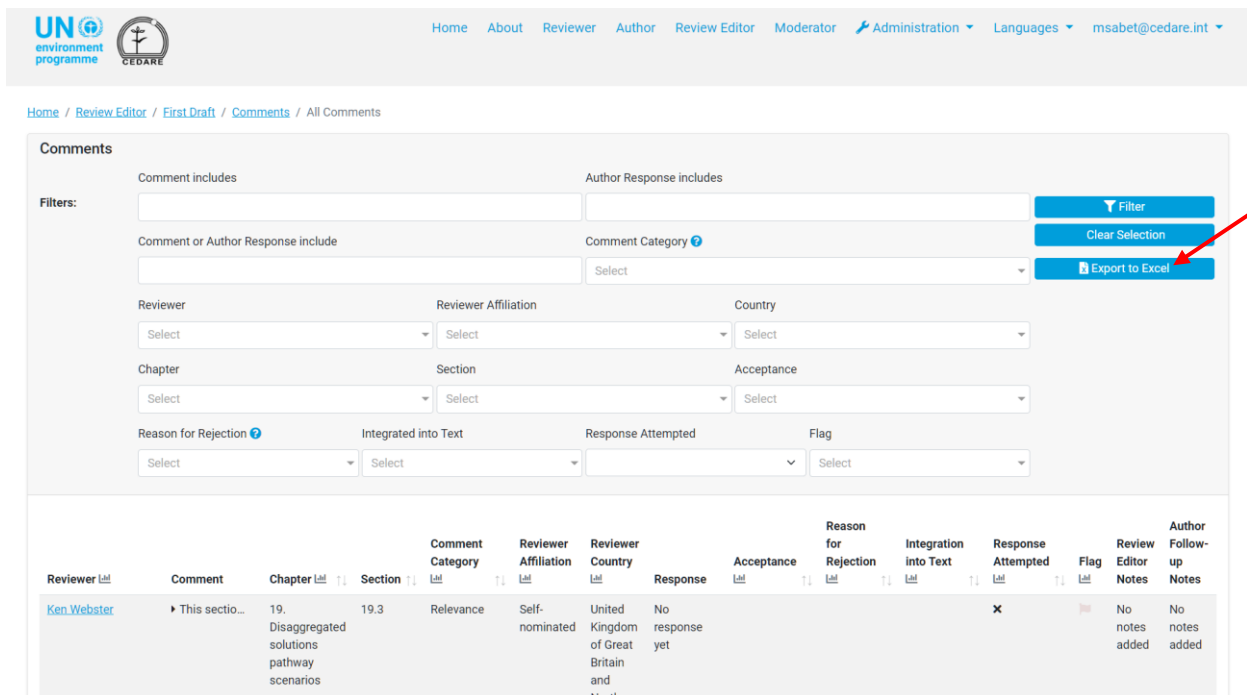 UN
environment
programme
CEDARE
Home About Reviewer Author Review Editor Moderator Administration Languages msabet@cedare.int
Home / Review Editor / First Draft / Comments / All Comments
Comments
Comment includes Author Response includes
Filters: Filter
Clear Selection
Comment or Author Response include Comment Category
Select Export to Excel
Reviewer Reviewer Affiliation Country
Select Select Select
Chapter Section Acceptance
Select Select Select
Reason for Rejection Integrated into Text Response Attempted Flag
Select Select Select
Reviewer Comment Chapter Section Comment Category Reviewer Affiliation Reviewer Country Response Acceptance Reason for Rejection Integration into Text Response Attempted Flag Review Editor Notes Author Follow-up Notes
Ken Webster This sectio... 19. Disaggregated solutions pathway scenarios 19.3 Relevance Self-nominated United Kingdom of Great Britain and No response yet No notes added No notes added